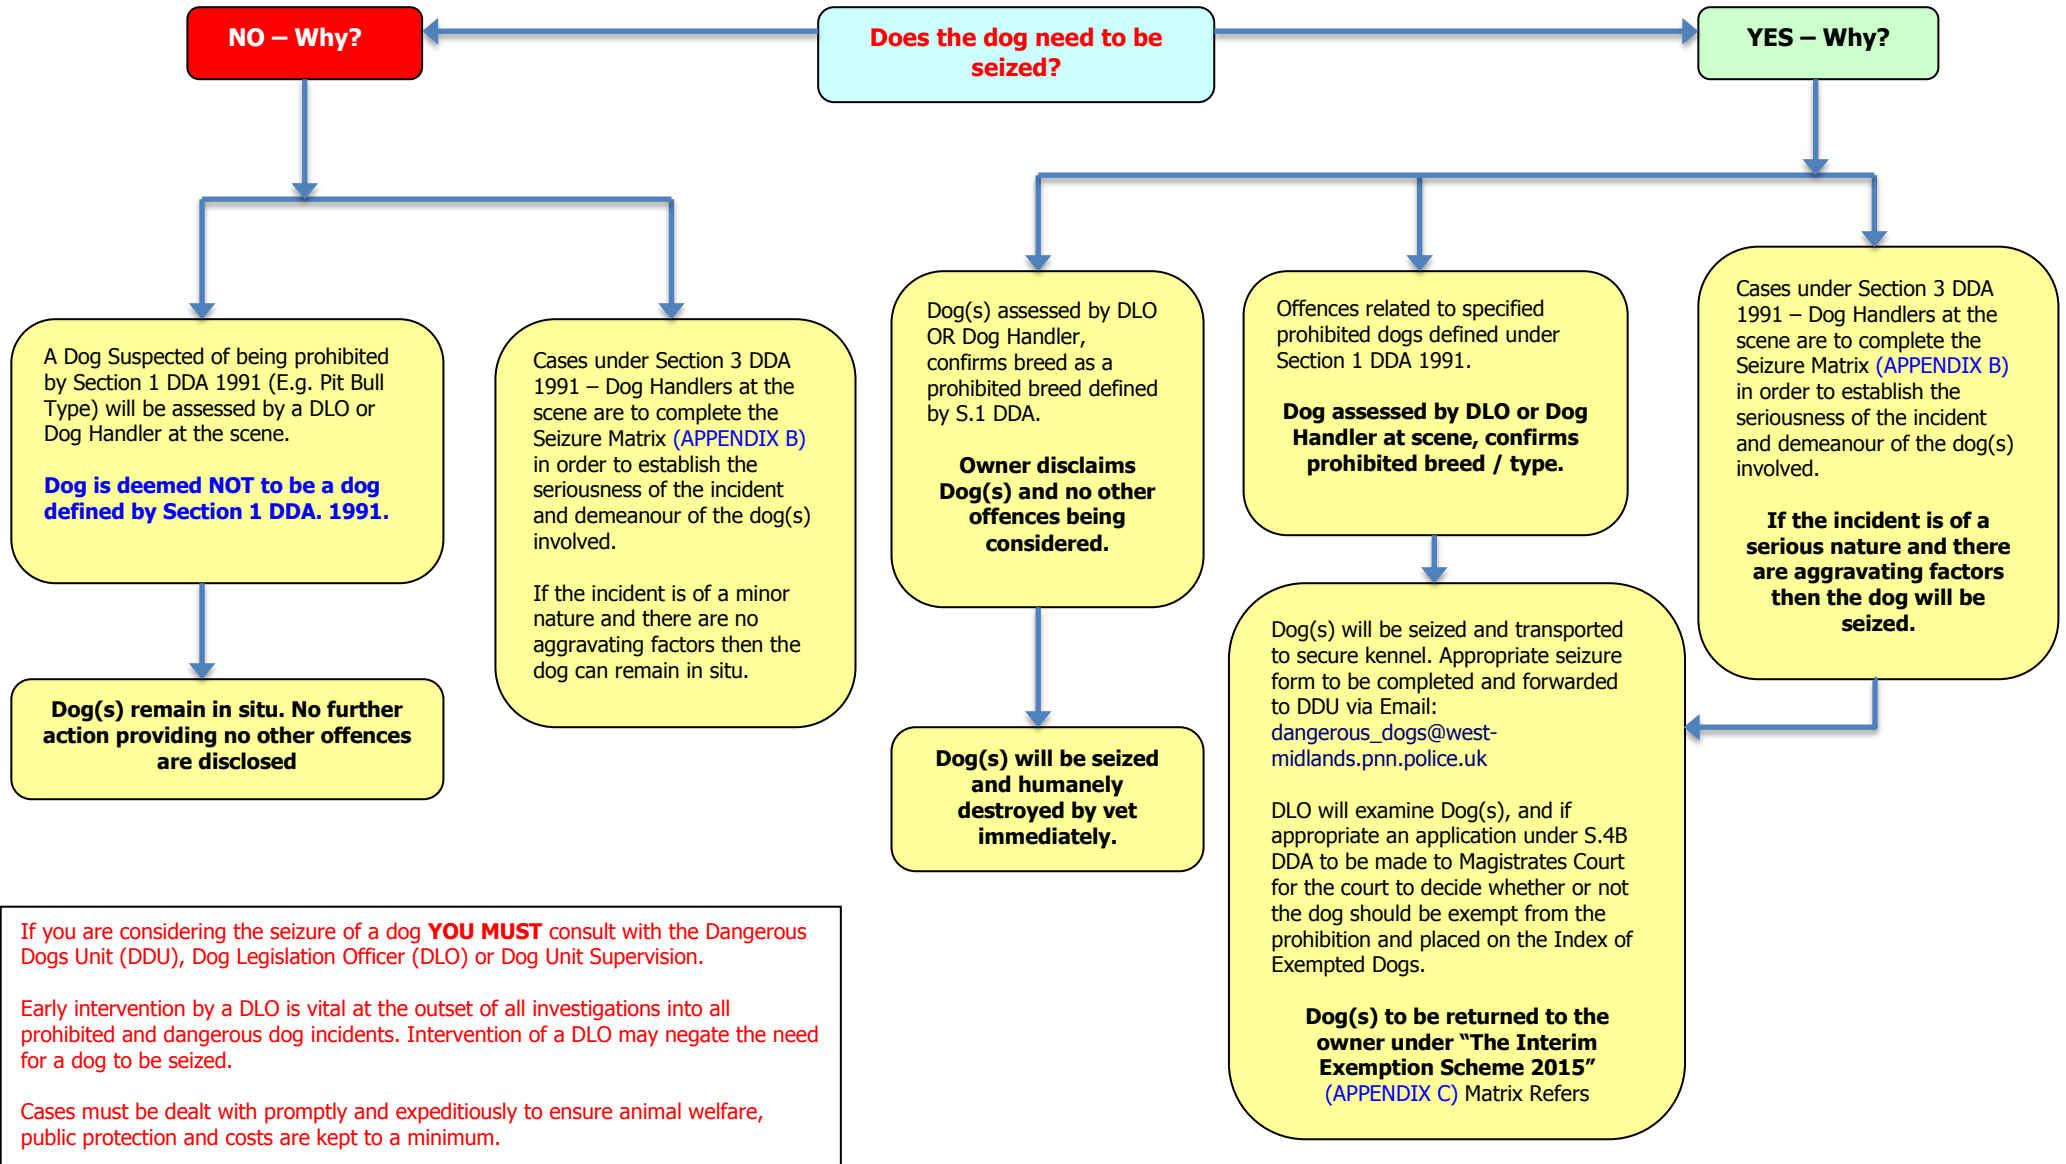 NO – Why?
Does the dog need to be
seized?
YES – Why?
A Dog Suspected of being prohibited
by Section 1 DDA 1991 (E.g. Pit Bull
Type) will be assessed by a DLO or
Dog Handler at the scene.
Dog is deemed NOT to be a dog
defined by Section 1 DDA. 1991.
Dog(s) remain in situ. No further
action providing no other offences
are disclosed
Cases under Section 3 DDA
1991 – Dog Handlers at the
scene are to complete the
Seizure Matrix (APPENDIX B)
in order to establish the
seriousness of the incident
and demeanour of the dog(s)
involved.
If the incident is of a minor
nature and there are no
aggravating factors then the
dog can remain in situ.
Dog(s) assessed by DLO
OR Dog Handler,
confirms breed as a
prohibited breed defined
by S.1 DDA.
Owner disclaims
Dog(s) and no other
offences being
considered.
Dog(s) will be seized
and humanely
destroyed by vet
immediately.
Offences related to specified
prohibited dogs defined under
Section 1 DDA 1991.
Dog assessed by DLO or Dog
Handler at scene, confirms
prohibited breed / type.
Dog(s) will be seized and transported
to secure kennel. Appropriate seizure
form to be completed and forwarded
to DDU via Email:
dangerous_dogs@west-
midlands.pnn.police.uk
DLO will examine Dog(s), and if
appropriate an application under S.4B
DDA to be made to Magistrates Court
for the court to decide whether or not
the dog should be exempt from the
prohibition and placed on the Index of
Exempted Dogs.
Dog(s) to be returned to the
owner under “The Interim
Exemption Scheme 2015”
(APPENDIX C) Matrix Refers
Cases under Section 3 DDA
1991 – Dog Handlers at the
scene are to complete the
Seizure Matrix (APPENDIX B)
in order to establish the
seriousness of the incident
and demeanour of the dog(s)
involved.
If the incident is of a
serious nature and there
are aggravating factors
then the dog will be
seized.
If you are considering the seizure of a dog YOU MUST consult with the Dangerous
Dogs Unit (DDU), Dog Legislation Officer (DLO) or Dog Unit Supervision.
Early intervention by a DLO is vital at the outset of all investigations into all
prohibited and dangerous dog incidents. Intervention of a DLO may negate the need
for a dog to be seized.
Cases must be dealt with promptly and expeditiously to ensure animal welfare,
public protection and costs are kept to a minimum.